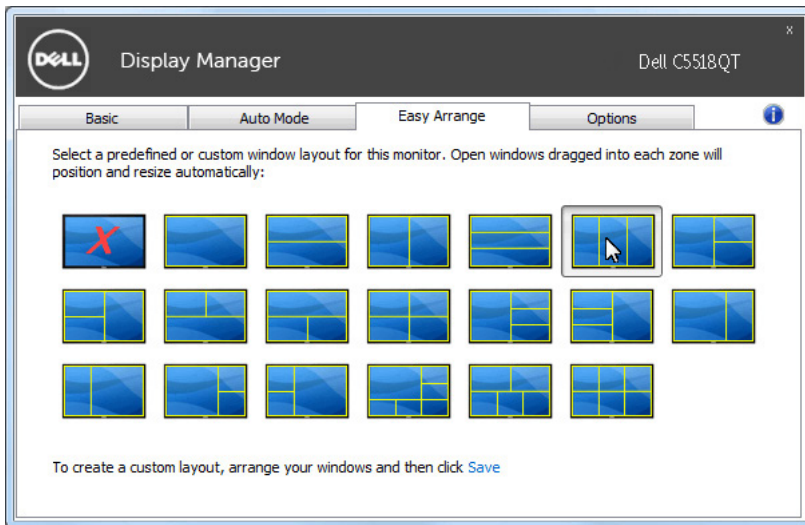 x
DELL
Display Manager
Dell C5518QT
Basic
Auto Mode
Easy Arrange
Options
i
Select a predefined or custom window layout for this monitor. Open windows dragged into each zone will
position and resize automatically:
X
To create a custom layout, arrange your windows and then click Save